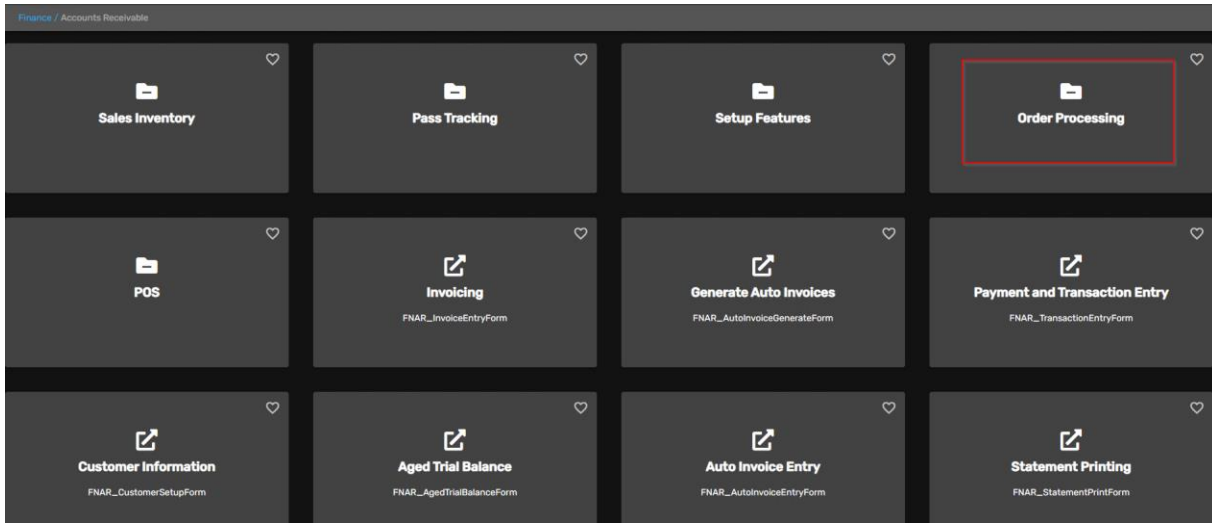 Finance / Accounts Receivable
Sales Inventory
Pass Tracking
Setup Features
Order Processing
POS
Invoicing
FNAR_InvoiceEntryForm
Generate Auto Invoices
FNAR_AutoInvoiceGenerateForm
Payment and Transaction Entry
FNAR_TransactionEntryForm
Customer Information
FNAR_CustomerSetupForm
Aged Trial Balance
FNAR_AgedTrialBalanceForm
Auto Invoice Entry
FNAR_AutoInvoiceEntryForm
Statement Printing
FNAR_StatementPrintForm